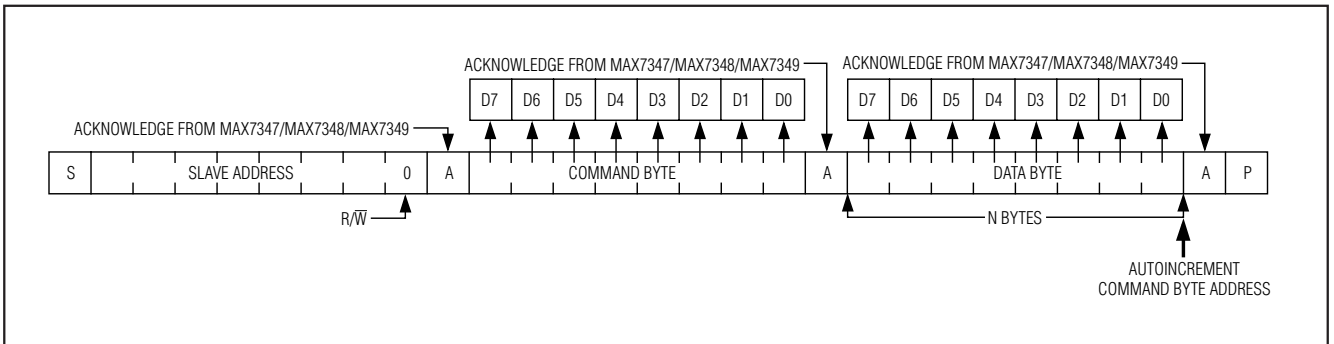 ACKNOWLEDGE FROM MAX7347/MAX7348/MAX7349 ACKNOWLEDGE FROM MAX7347/MAX7348/MAX7349
D7 D6 D5 D4 D3 D2 D1 D0 D7 D6 D5 D4 D3 D2 D1 D0
ACKNOWLEDGE FROM MAX7347/MAX7348/MAX7349
S SLAVE ADDRESS 0 A COMMAND BYTE A DATA BYTE A P
R/W̅ N BYTES
AUTOINCREMENT
COMMAND BYTE ADDRESS